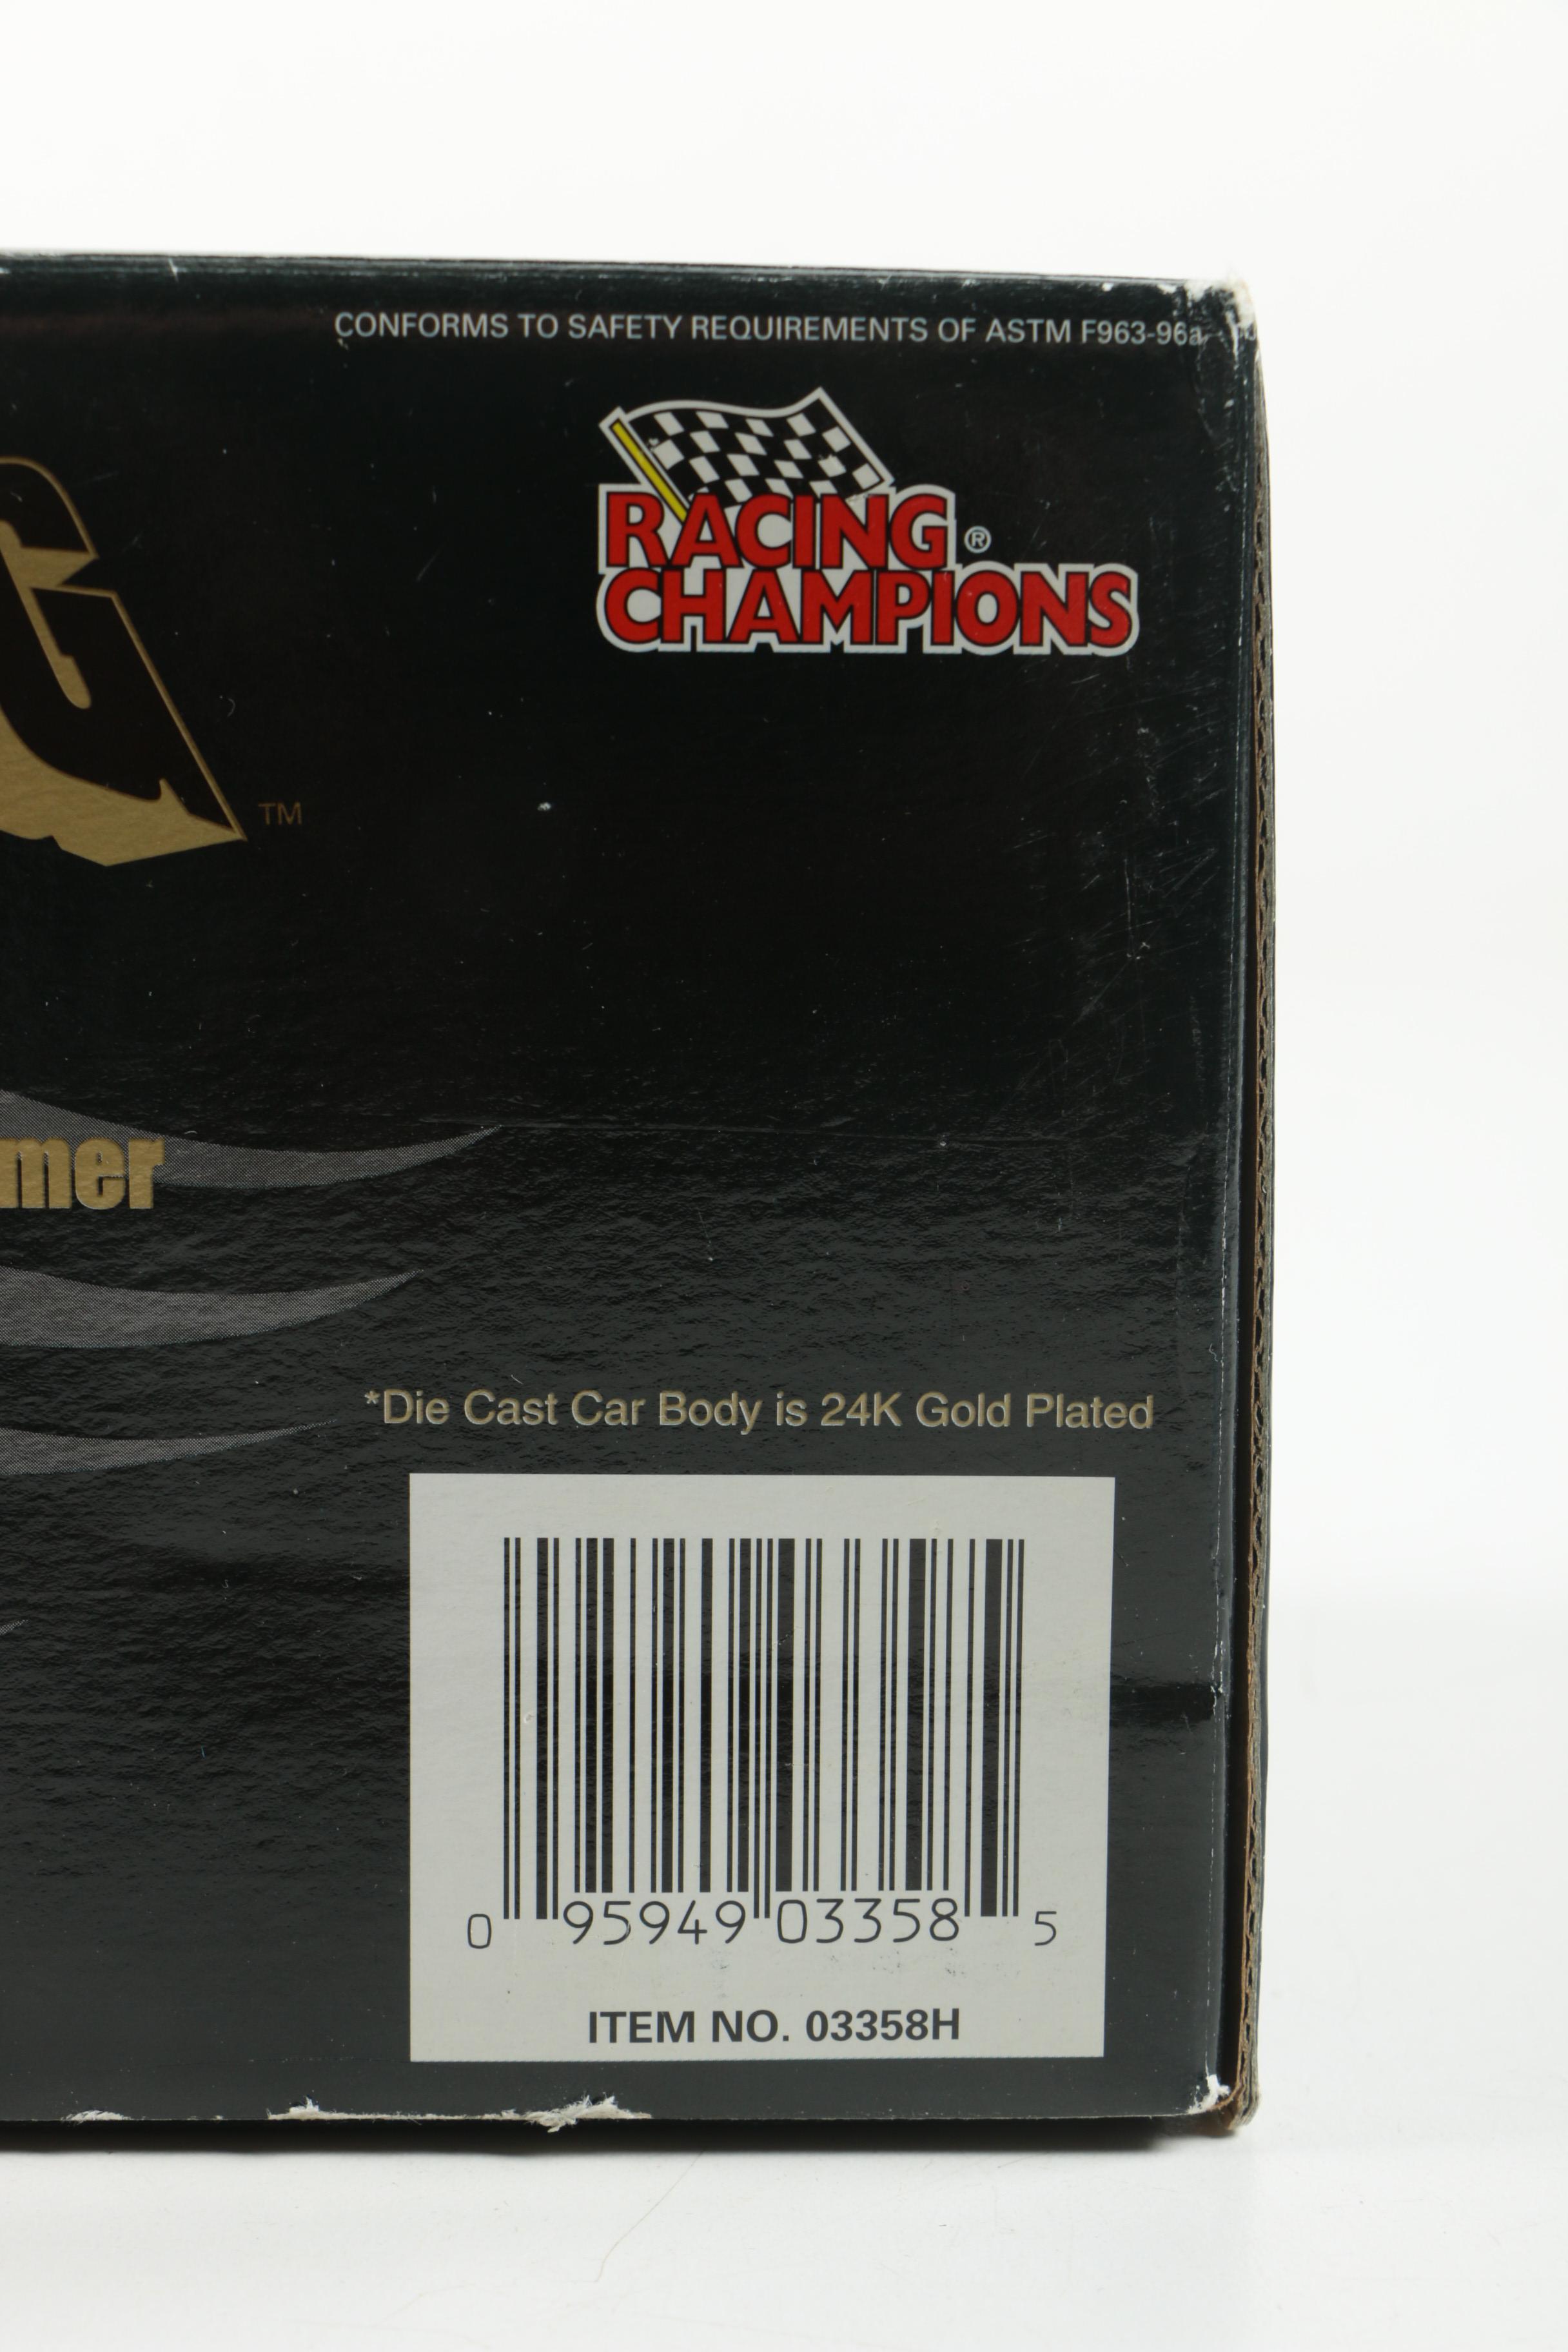 CONFORMS TO SAFETY REQUIREMENTS OF ASTM F963-96a
RACING ®
CHAMPIONS
G
TM
mer
*Die Cast Car Body is 24K Gold Plated
0 95949 03358 5
ITEM NO. 03358H